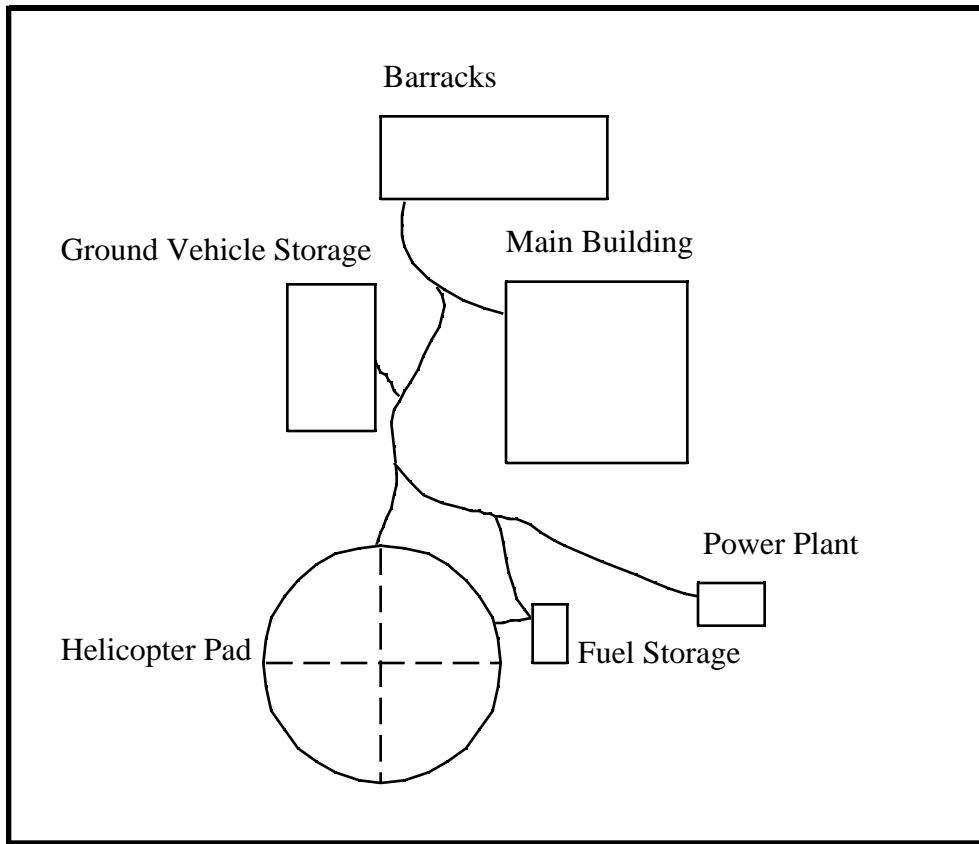 Barracks
Ground Vehicle Storage
Main Building
Power Plant
Helicopter Pad
Fuel Storage